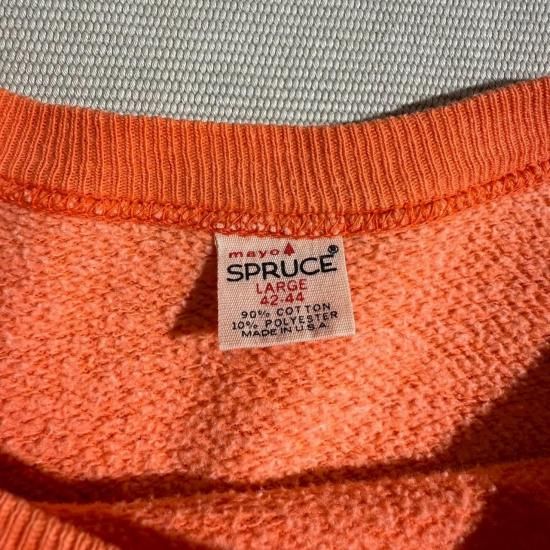 mayo
SPRUCE®
LARGE
42-44
90% COTTON
10% POLYESTER
MADE IN U.S.A.